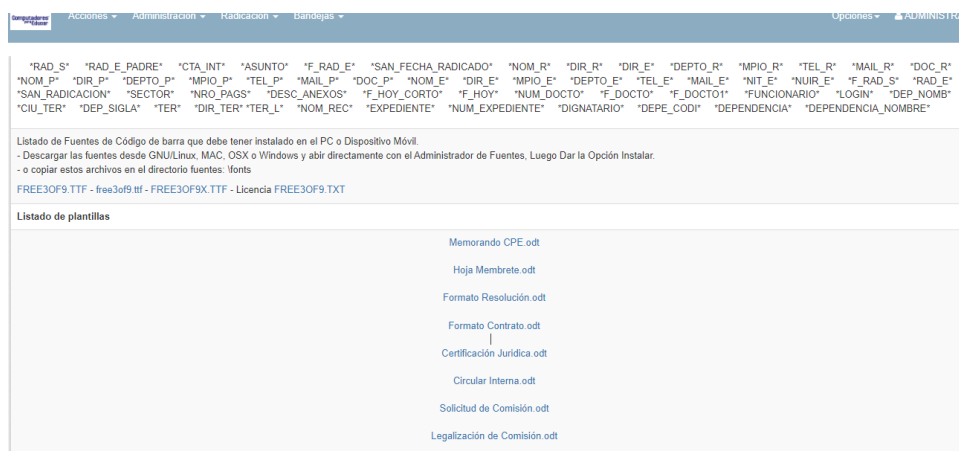 Computadores
para Educar
Acciones Administración Radicación Bandejas Opciones ADMINISTRA
*RAD_S* *RAD_E_PADRE* *CTA_INT* *ASUNTO* *F_RAD_E* *SAN_FECHA_RADICADO* *NOM_R* *DIR_R* *DIR_E* *DEPTO_R* *MPIO_R* *TEL_R* *MAIL_R* *DOC_R*
*NOM_P* *DIR_P* *DEPTO_P* *MPIO_P* *TEL_P* *MAIL_P* *DOC_P* *NOM_E* *DIR_E* *MPIO_E* *DEPTO_E* *TEL_E* *MAIL_E* *NIT_E* *NUIR_E* *F_RAD_S* *RAD_E*
*SAN_RADICACION* *SECTOR* *NRO_PAGS* *DESC_ANEXOS* *F_HOY_CORTO* *F_HOY* *NUM_DOCTO* *F_DOCTO* *F_DOCTO1* *FUNCIONARIO* *LOGIN* *DEP_NOMB*
*CIU_TER* *DEP_SIGLA* *TER* *DIR_TER* *TER_L* *NOM_REC* *EXPEDIENTE* *NUM_EXPEDIENTE* *DIGNATARIO* *DEPE_CODI* *DEPENDENCIA* *DEPENDENCIA_NOMBRE*
Listado de Fuentes de Código de barra que debe tener instalado en el PC o Dispositivo Móvil.
- Descargar las fuentes desde GNU/Linux, MAC, OSX o Windows y abir directamente con el Administrador de Fuentes, Luego Dar la Opción Instalar.
- o copiar estos archivos en el directorio fuentes: \fonts
FREE3OF9.TTF - free3of9.ttf - FREE3OF9X.TTF - Licencia FREE3OF9.TXT
Listado de plantillas
Memorando CPE.odt
Hoja Membrete.odt
Formato Resolución.odt
Formato Contrato.odt
Certificación Juridica.odt
Circular Interna.odt
Solicitud de Comisión.odt
Legalización de Comisión.odt